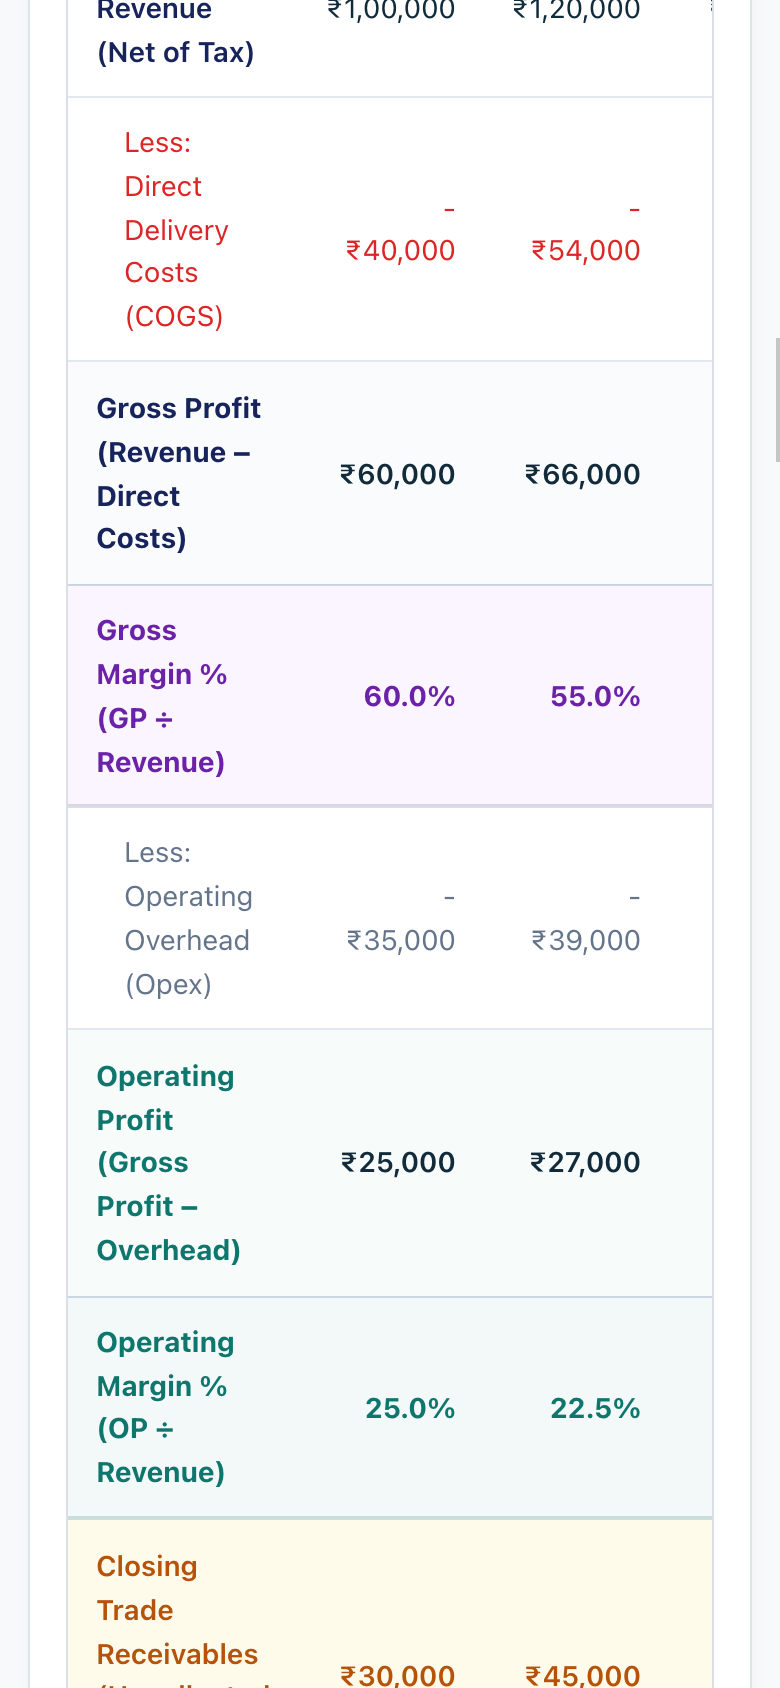 Revenue ₹1,00,000 ₹1,20,000
(Net of Tax)
Less:
Direct
Delivery - -
Costs ₹40,000 ₹54,000
(COGS)
Gross Profit
(Revenue –
Direct ₹60,000 ₹66,000
Costs)
Gross
Margin % 60.0% 55.0%
(GP ÷
Revenue)
Less:
Operating - -
Overhead ₹35,000 ₹39,000
(Opex)
Operating
Profit
(Gross ₹25,000 ₹27,000
Profit –
Overhead)
Operating
Margin % 25.0% 22.5%
(OP ÷
Revenue)
Closing
Trade
Receivables ₹30,000 ₹45,000